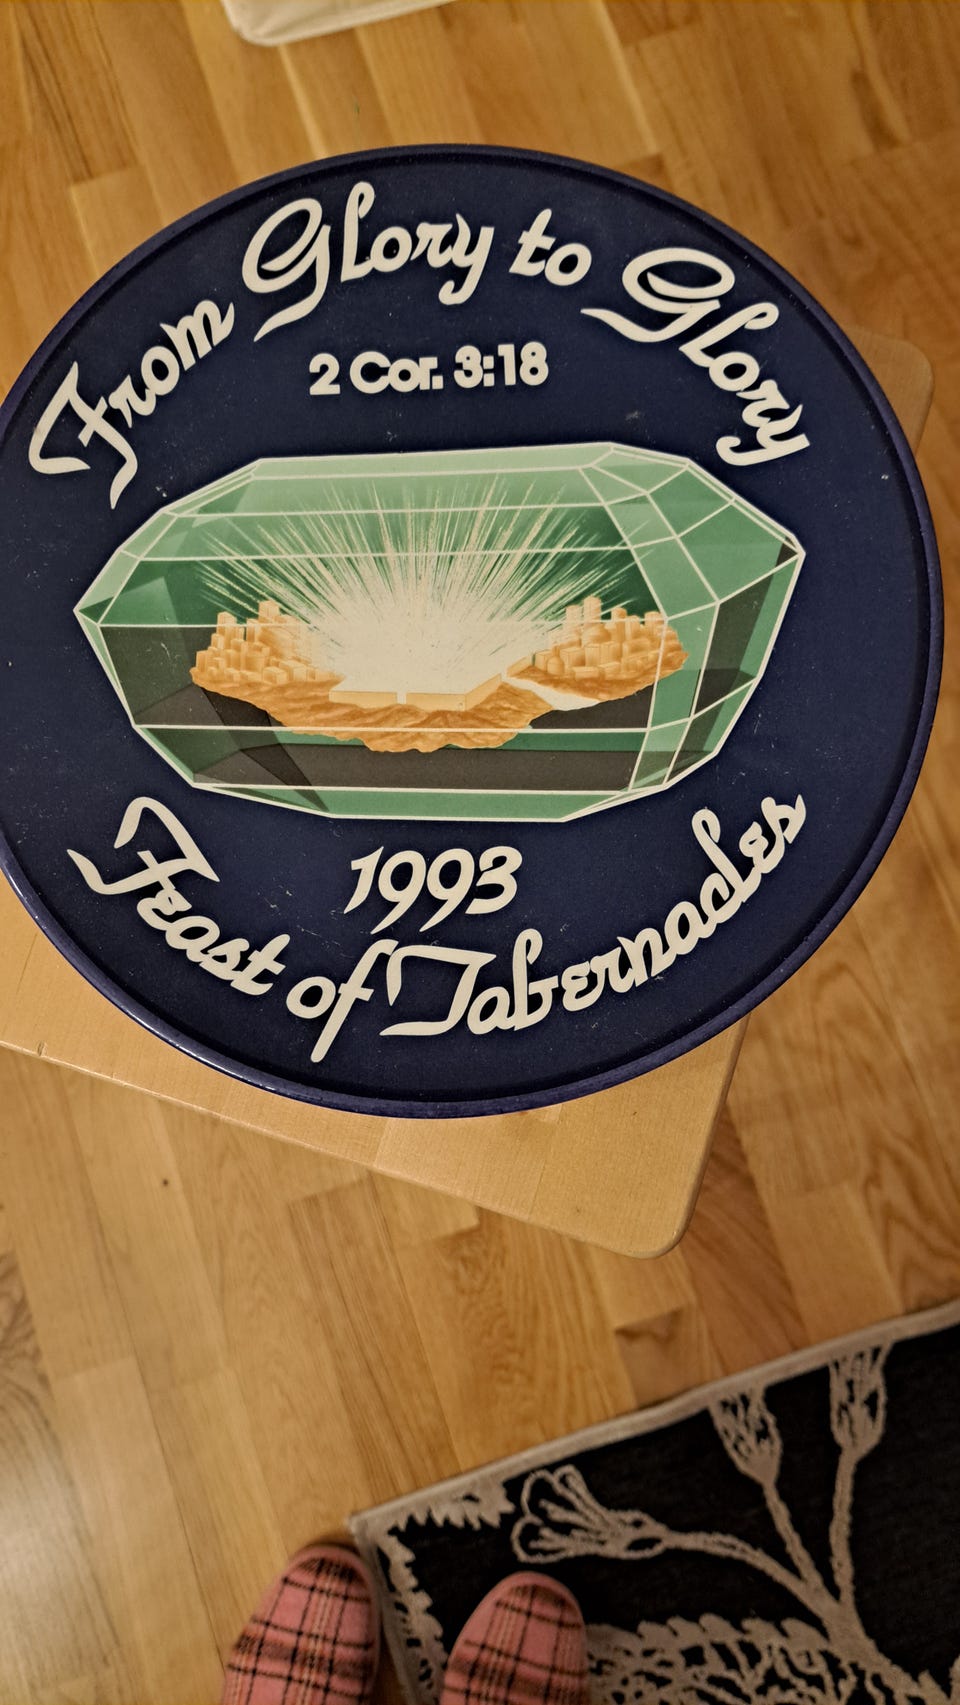 From Glory to Glory
2 Cor. 3:18
1993
Feast of Tabernacles